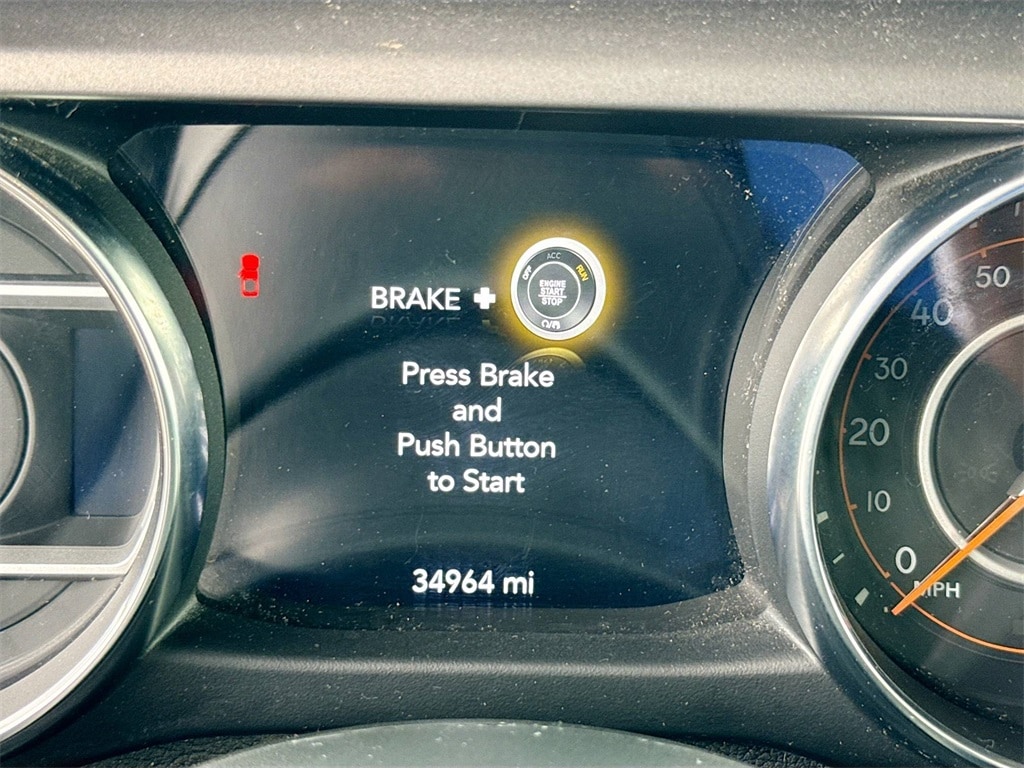 ACC
OFF
RUN
ENGINE
START
STOP
BRAKE +
Press Brake
and
Push Button
to Start
34964 mi
50
40
30
20
10
0
MPH